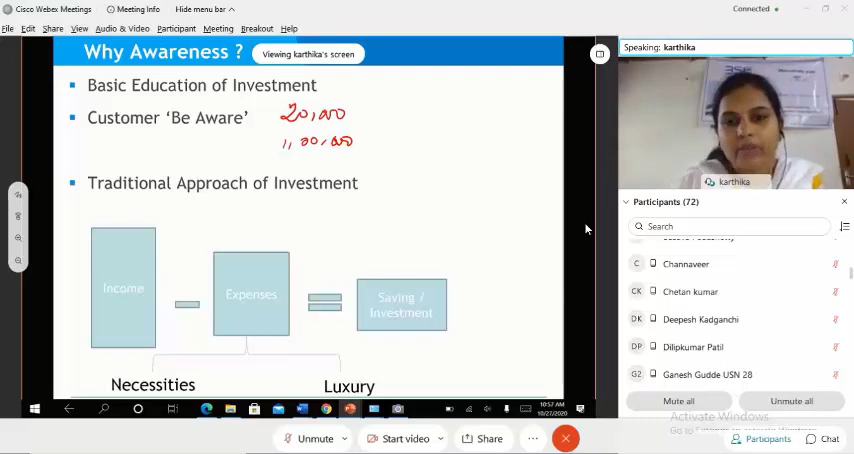 Cisco Webex Meetings
Meeting Info
Hide menu bar
Connected
File Edit Share View Audio & Video Participant Meeting Breakout Help
Why Awareness ?
Viewing karthika's screen
Speaking: karthika
Basic Education of Investment
Customer ‘Be Aware’
20,000
1,00,000
Traditional Approach of Investment
Income
Expenses
Saving /
Investment
Necessities
Luxury
10:57 AM
10/27/2020
karthika
Participants (72)
Search
C Channaveer
CK Chetan kumar
DK Deepesh Kadganchi
DP Dilipkumar Patil
G2 Ganesh Gudde USN 28
Mute all
Unmute all
Activate Windows
Unmute
Start video
Share
Participants
Chat